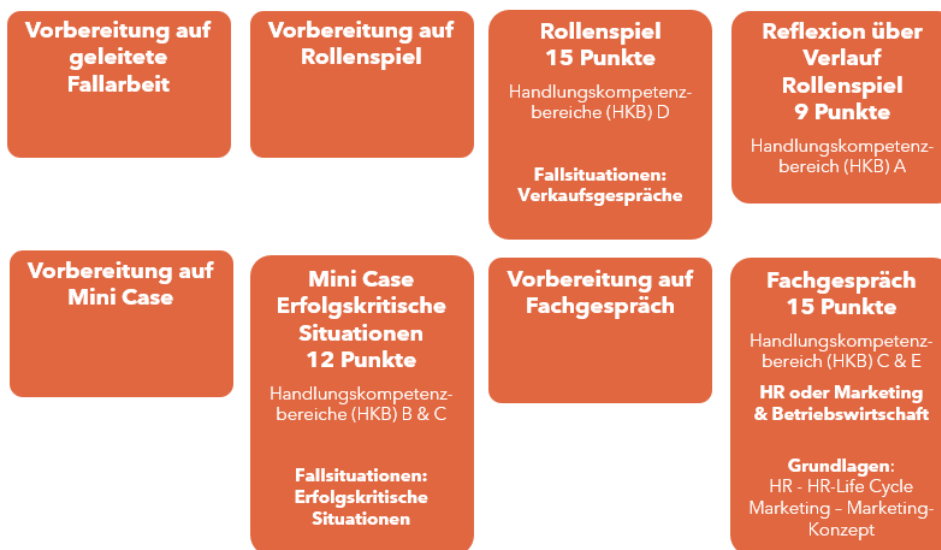 Vorbereitung auf
geleitete
Fallarbeit
Vorbereitung auf
Rollenspiel
Rollenspiel
15 Punkte
Handlungskompetenz-
bereiche (HKB) D
Fallsituationen:
Verkaufsgespräche
Reflexion über
Verlauf
Rollenspiel
9 Punkte
Handlungskompetenz-
bereich (HKB) A
Vorbereitung auf
Mini Case
Mini Case
Erfolgskritische
Situationen
12 Punkte
Handlungskompetenz-
bereiche (HKB) B & C
Fallsituationen:
Erfolgskritische
Situationen
Vorbereitung auf
Fachgespräch
Fachgespräch
15 Punkte
Handlungskompetenz-
bereich (HKB) C & E
HR oder Marketing
& Betriebswirtschaft
Grundlagen:
HR - HR-Life Cycle
Marketing – Marketing-
Konzept